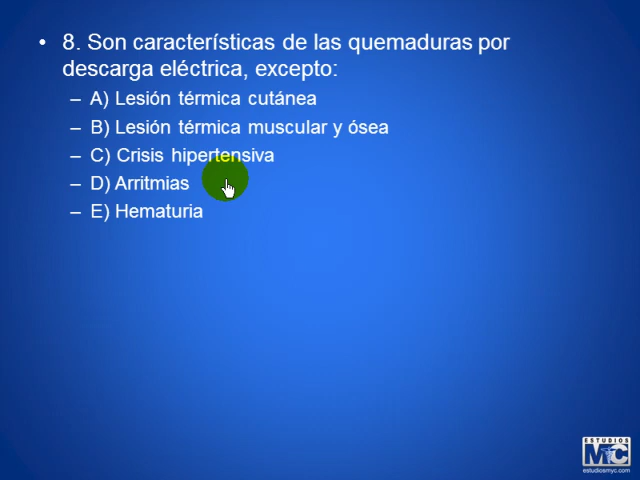 • 8. Son características de las quemaduras por
descarga eléctrica, excepto:
– A) Lesión térmica cutánea
– B) Lesión térmica muscular y ósea
– C) Crisis hipertensiva
– D) Arritmias
– E) Hematuria
ESTUDIOS
MYC
estudiosmyc.com